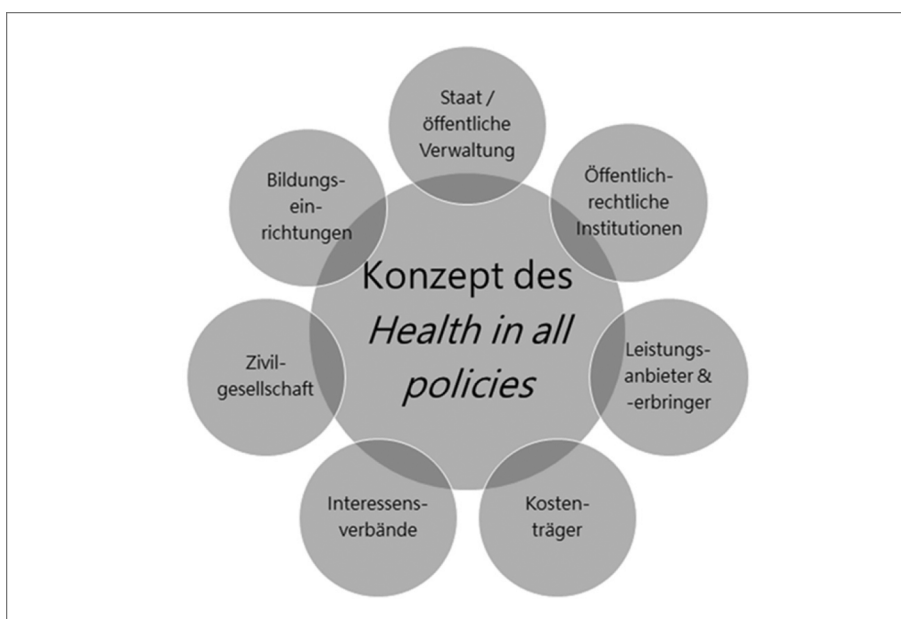 Staat /
öffentliche
Verwaltung
Öffentlich-
rechtliche
Institutionen
Leistungs-
anbieter &
-erbringer
Kosten-
träger
Interessens-
verbände
Zivil-
gesellschaft
Bildungs-
ein-
richtungen
Konzept des
Health in all
policies